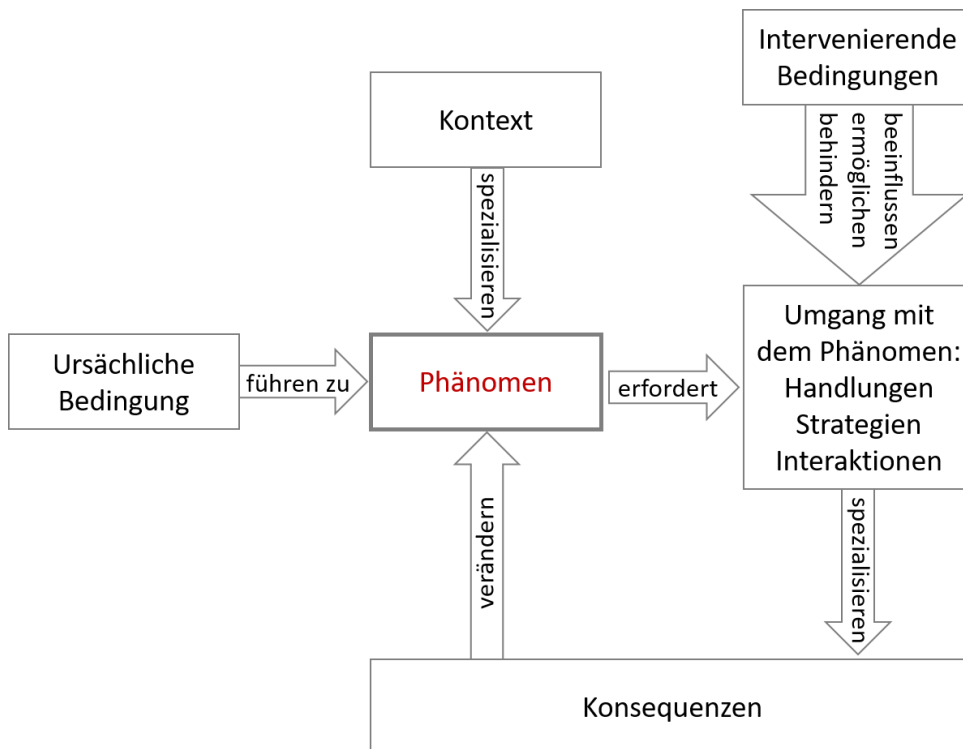 Intervenierende
Bedingungen
Kontext
beeinflussen
ermöglichen
behindern
spezialisieren
Ursächliche
Bedingung
führen zu
Phänomen
erfordert
Umgang mit
dem Phänomen:
Handlungen
Strategien
Interaktionen
verändern
spezialisieren
Konsequenzen